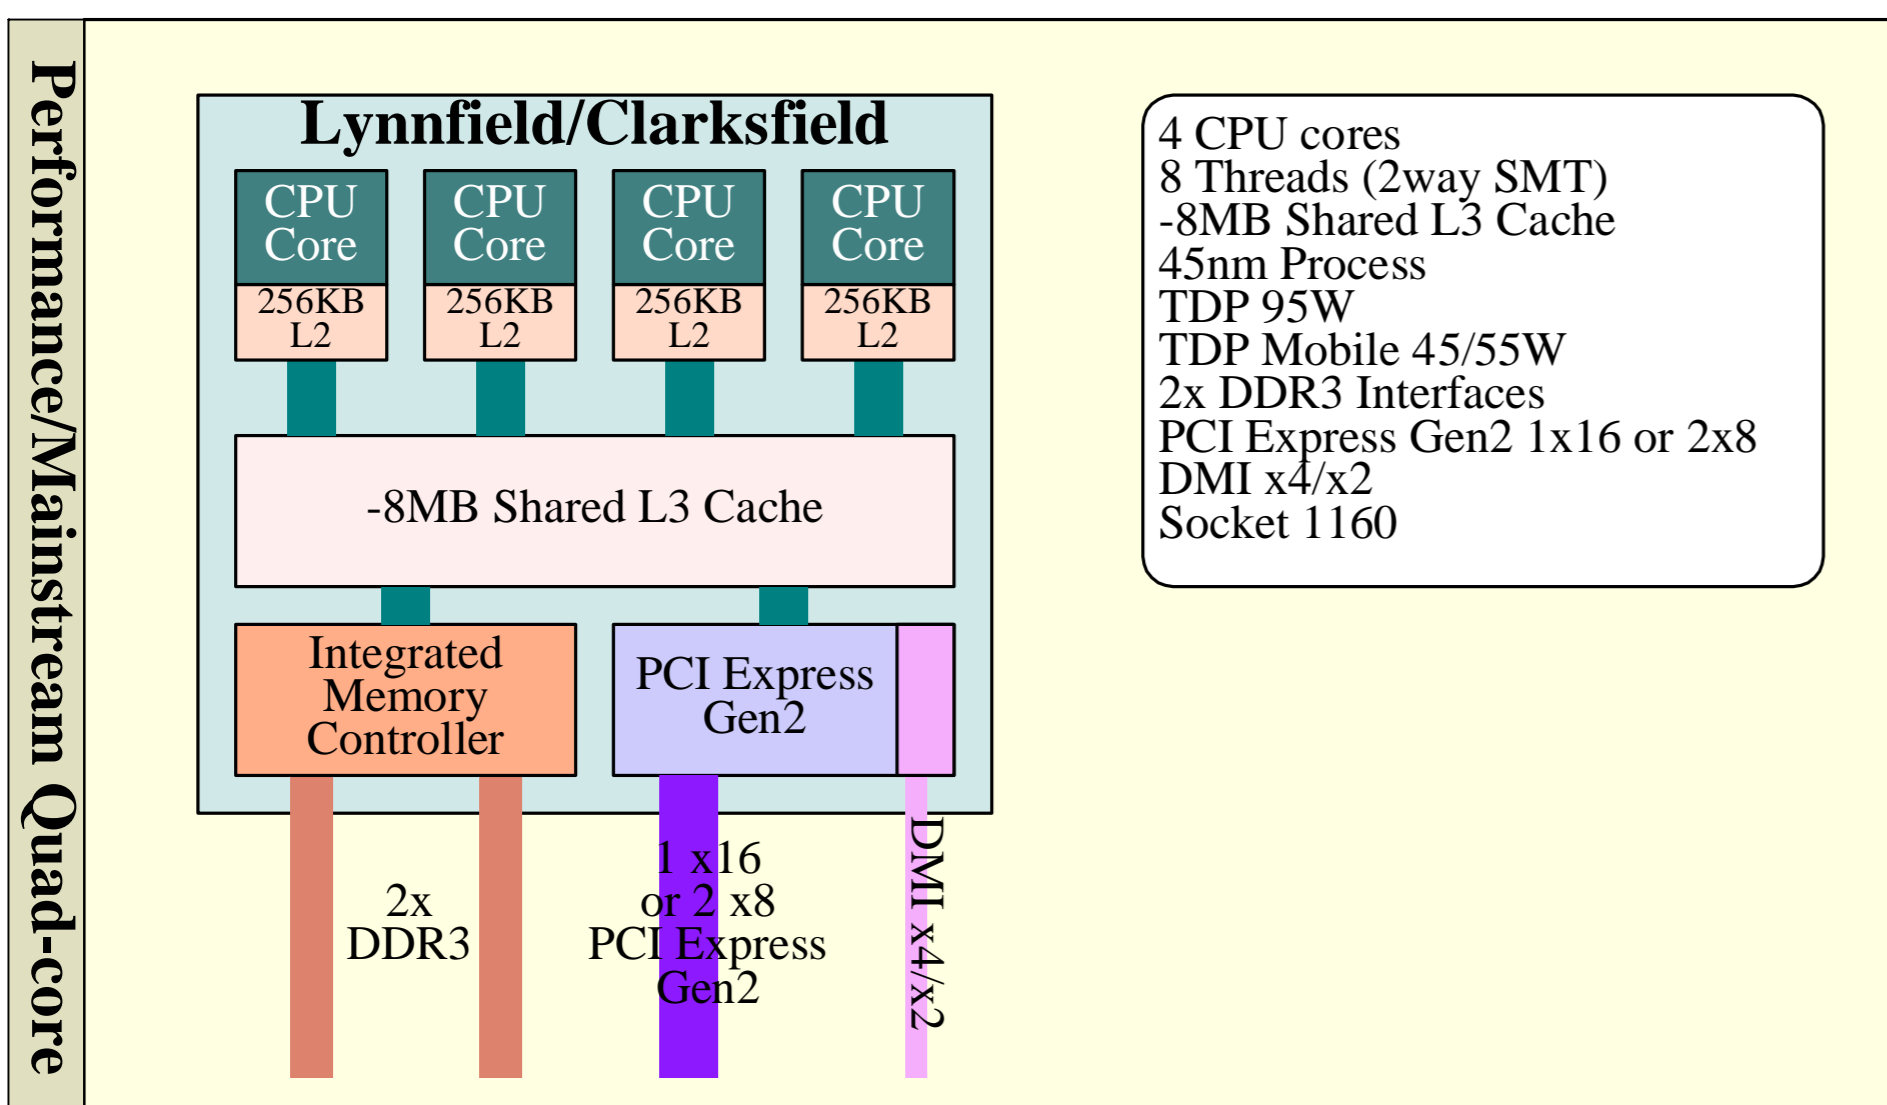 Performance/Mainstream Quad-core
Lynnfield/Clarksfield
CPU
Core
256KB
L2
CPU
Core
256KB
L2
CPU
Core
256KB
L2
CPU
Core
256KB
L2
-8MB Shared L3 Cache
Integrated
Memory
Controller
PCI Express
Gen2
2x
DDR3
1 x16
or 2 x8
PCI Express
Gen2
DMI x4/x2
4 CPU cores
8 Threads (2way SMT)
-8MB Shared L3 Cache
45nm Process
TDP 95W
TDP Mobile 45/55W
2x DDR3 Interfaces
PCI Express Gen2 1x16 or 2x8
DMI x4/x2
Socket 1160